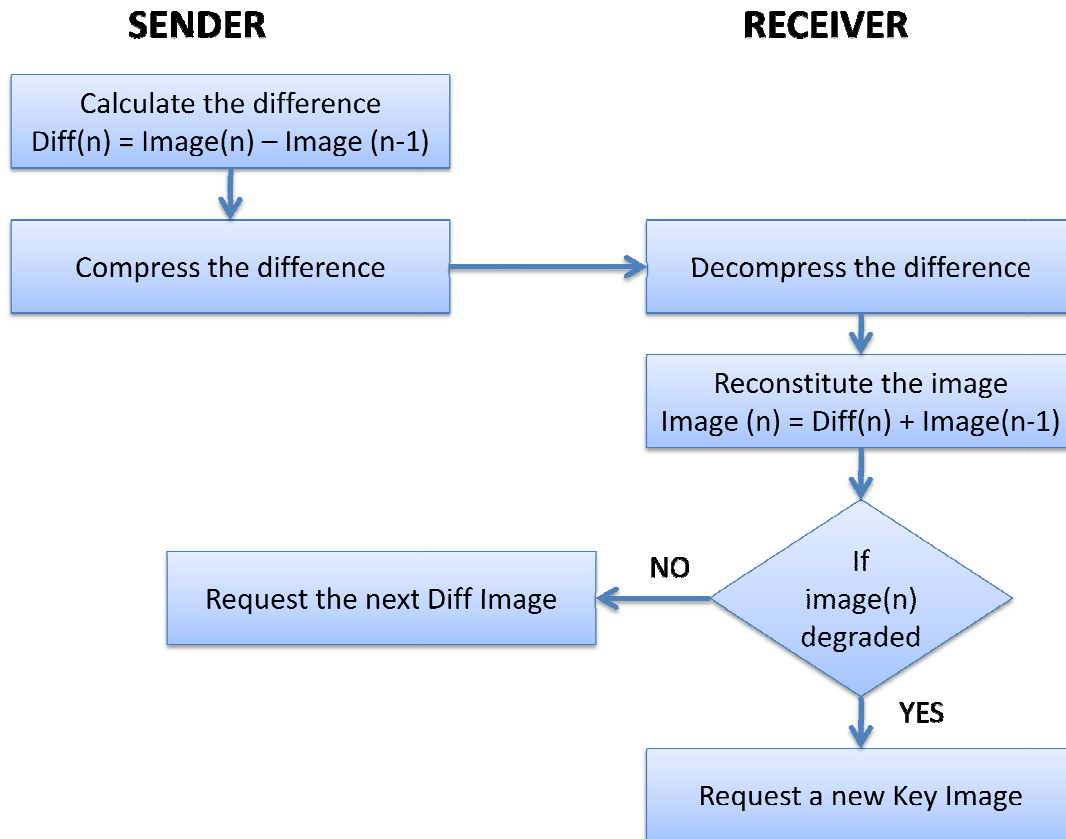 SENDER
RECEIVER
Calculate the difference
Diff(n) = Image(n) – Image (n-1)
Compress the difference
Decompress the difference
Reconstitute the image
Image (n) = Diff(n) + Image(n-1)
If
image(n)
degraded
NO
Request the next Diff Image
YES
Request a new Key Image